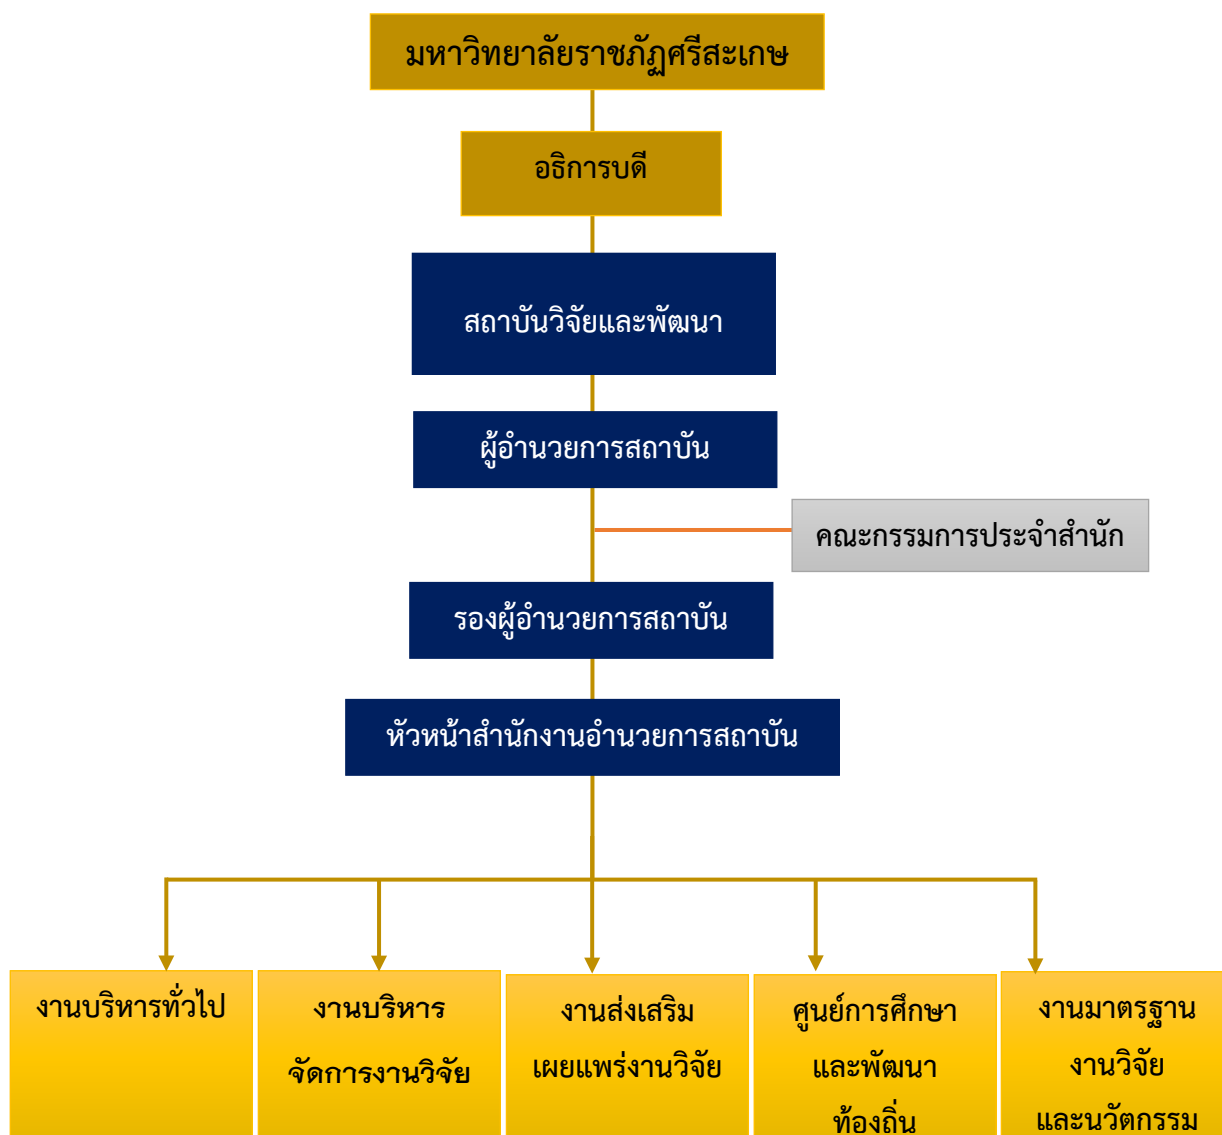 มหาวิทยาลัยราชภัฏศรีสะเกษ
อธิการบดี
สถาบันวิจัยและพัฒนา
ผู้อำนวยการสถาบัน
คณะกรรมการประจำสำนัก
รองผู้อำนวยการสถาบัน
หัวหน้าสำนักงานอำนวยการสถาบัน
งานบริหารทั่วไป
งานบริหาร
จัดการงานวิจัย
งานส่งเสริม
เผยแพร่งานวิจัย
ศูนย์การศึกษา
และพัฒนา
ท้องถิ่น
งานมาตรฐาน
งานวิจัย
และนวัตกรรม